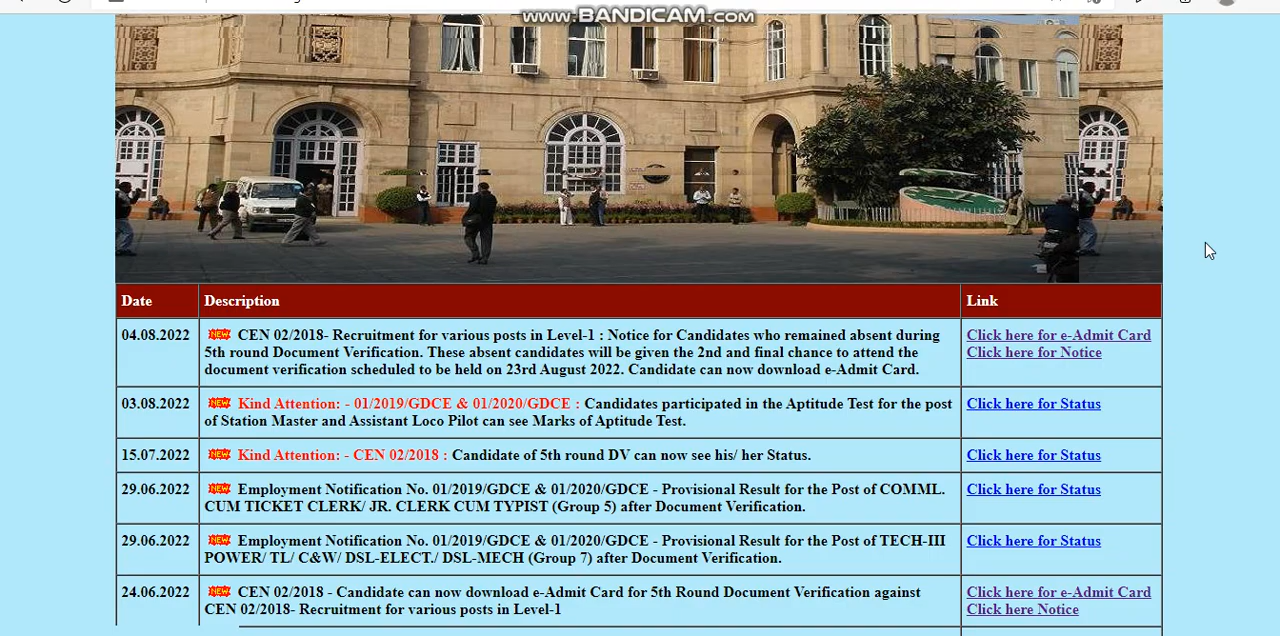 www.BANDICAM.com
Date Description Link
04.08.2022 NEW CEN 02/2018- Recruitment for various posts in Level-1 : Notice for Candidates who remained absent during Click here for e-Admit Card
5th round Document Verification. These absent candidates will be given the 2nd and final chance to attend the Click here for Notice
document verification scheduled to be held on 23rd August 2022. Candidate can now download e-Admit Card.
03.08.2022 NEW Kind Attention: - 01/2019/GDCE & 01/2020/GDCE : Candidates participated in the Aptitude Test for the post Click here for Status
of Station Master and Assistant Loco Pilot can see Marks of Aptitude Test.
15.07.2022 NEW Kind Attention: - CEN 02/2018 : Candidate of 5th round DV can now see his/ her Status. Click here for Status
29.06.2022 NEW Employment Notification No. 01/2019/GDCE & 01/2020/GDCE - Provisional Result for the Post of COMML. Click here for Status
CUM TICKET CLERK/ JR. CLERK CUM TYPIST (Group 5) after Document Verification.
29.06.2022 NEW Employment Notification No. 01/2019/GDCE & 01/2020/GDCE - Provisional Result for the Post of TECH-III Click here for Status
POWER/ TL/ C&W/ DSL-ELECT./ DSL-MECH (Group 7) after Document Verification.
24.06.2022 NEW CEN 02/2018 - Candidate can now download e-Admit Card for 5th Round Document Verification against Click here for e-Admit Card
CEN 02/2018- Recruitment for various posts in Level-1 Click here Notice